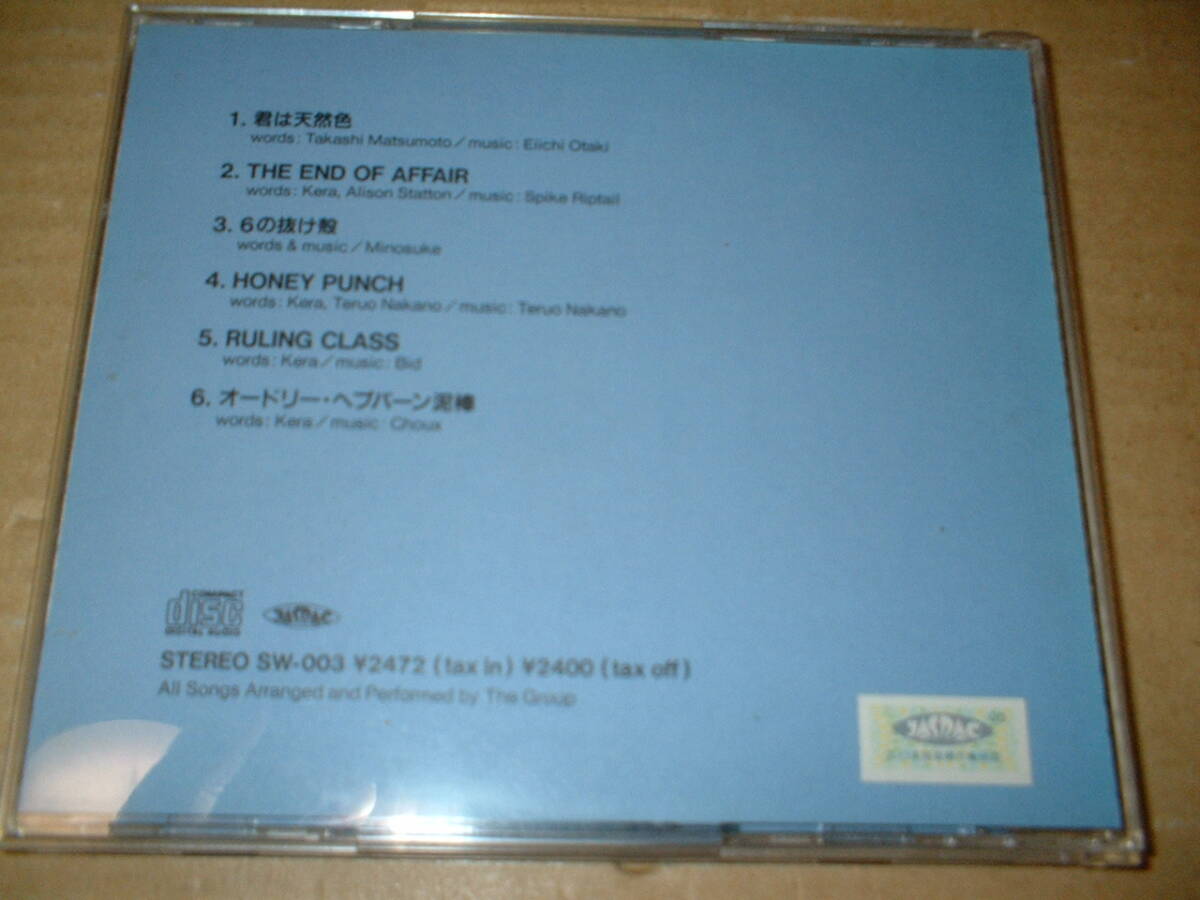 1. 君は天然色
words: Takashi Matsumoto／music: Eiichi Otaki
2. THE END OF AFFAIR
words: Kera, Alison Statton／music: Spike Riptail
3. 6の抜け殻
words & music／Minosuke
4. HONEY PUNCH
words: Kera, Teruo Nakano／music: Teruo Nakano
5. RULING CLASS
words: Kera／music: Bid
6. オードリー・ヘプバーン泥棒
words: Kera／music: Choux
COMPACT
disc
DIGITAL AUDIO
JASRAC
STEREO SW-003 ¥2472 (tax in) ¥2400 (tax off)
All Songs Arranged and Performed by The Group
JASRAC